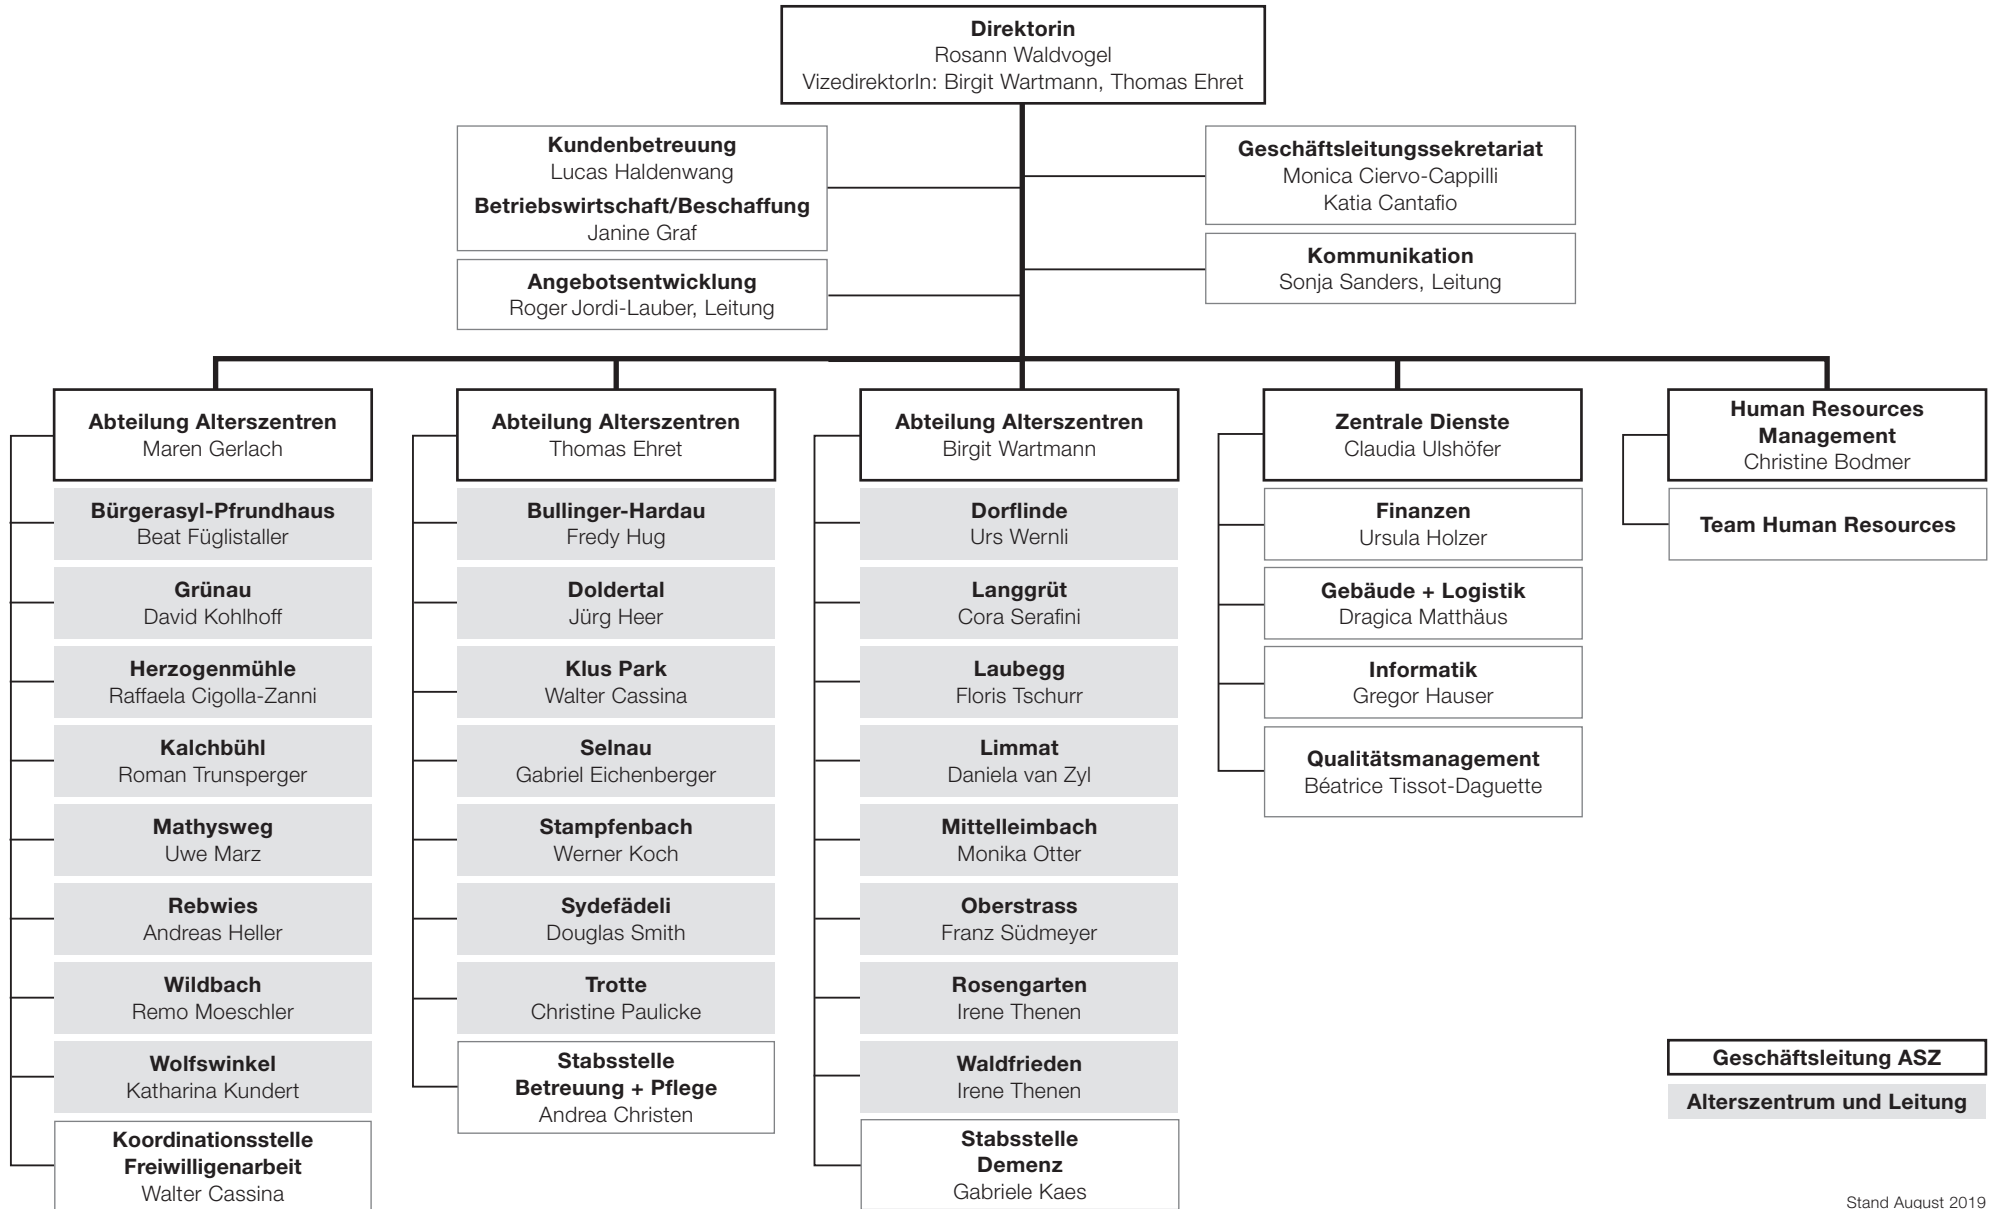 Direktorin
Rosann Waldvogel
VizedirektorIn: Birgit Wartmann, Thomas Ehret
Kundenbetreuung
Lucas Haldenwang
Betriebswirtschaft/Beschaffung
Janine Graf
Angebotsentwicklung
Roger Jordi-Lauber, Leitung
Geschäftsleitungssekretariat
Monica Ciervo-Cappilli
Katia Cantafio
Kommunikation
Sonja Sanders, Leitung
Abteilung Alterszentren
Maren Gerlach
Bürgerasyl-Pfrundhaus
Beat Füglistaller
Grünau
David Kohlhoff
Herzogenmühle
Raffaela Cigolla-Zanni
Kalchbühl
Roman Trunsperger
Mathysweg
Uwe Marz
Rebwies
Andreas Heller
Wildbach
Remo Moeschler
Wolfswinkel
Katharina Kundert
Koordinationsstelle
Freiwilligenarbeit
Walter Cassina
Abteilung Alterszentren
Thomas Ehret
Bullinger-Hardau
Fredy Hug
Doldertal
Jürg Heer
Klus Park
Walter Cassina
Selnau
Gabriel Eichenberger
Stampfenbach
Werner Koch
Sydefädeli
Douglas Smith
Trotte
Christine Paulicke
Stabsstelle
Betreuung + Pflege
Andrea Christen
Abteilung Alterszentren
Birgit Wartmann
Dorflinde
Urs Wernli
Langgrüt
Cora Serafini
Laubegg
Floris Tschurr
Limmat
Daniela van Zyl
Mittelleimbach
Monika Otter
Oberstrass
Franz Südmeyer
Rosengarten
Irene Thenen
Waldfrieden
Irene Thenen
Stabsstelle
Demenz
Gabriele Kaes
Zentrale Dienste
Claudia Ulshöfer
Finanzen
Ursula Holzer
Gebäude + Logistik
Dragica Matthäus
Informatik
Gregor Hauser
Qualitätsmanagement
Béatrice Tissot-Daguette
Human Resources
Management
Christine Bodmer
Team Human Resources
Geschäftsleitung ASZ
Alterszentrum und Leitung
Stand August 2019